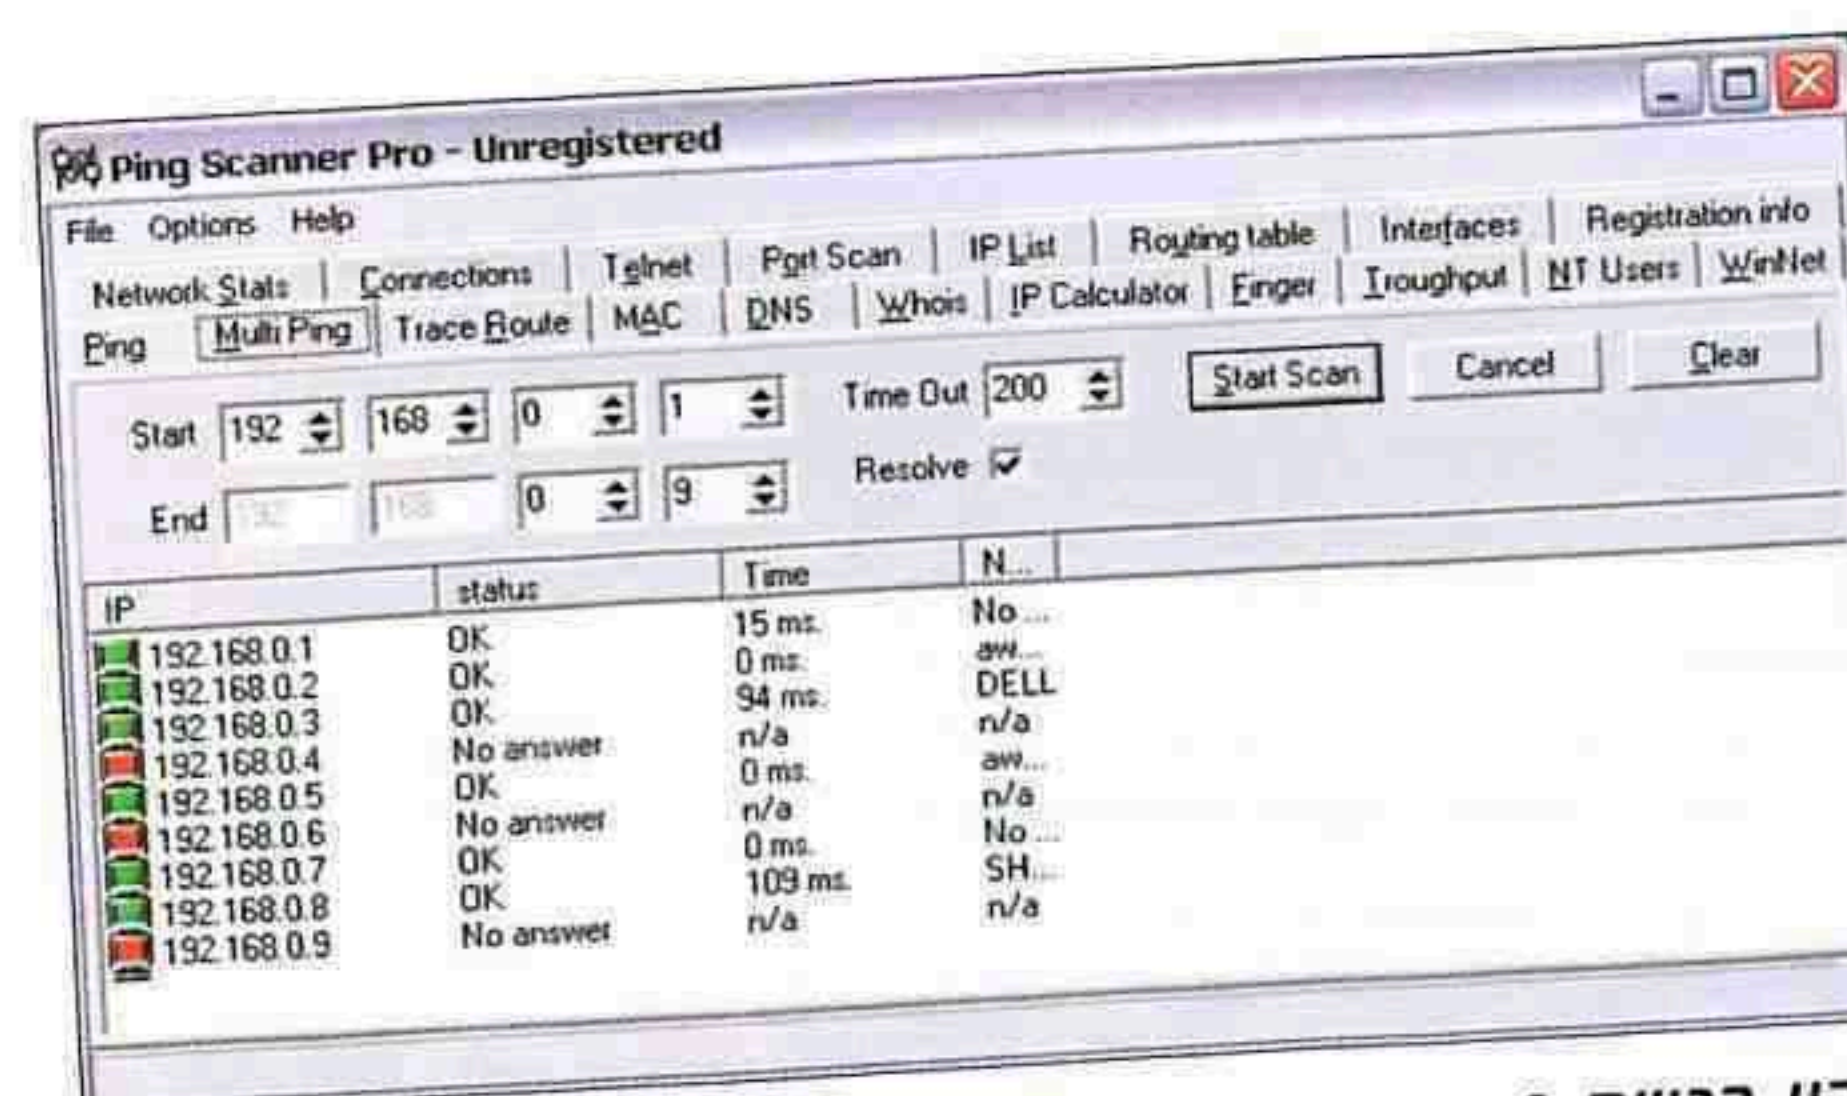 Ping Scanner Pro - Unregistered
File Options Help
Network Stats Connections Telnet Port Scan IP List Routing table Interfaces Registration info
Ping Multi Ping Trace Route MAC DNS Whois IP Calculator Finger Troughput NT Users WinNet
Start 192 168 0 1 Time Out 200 Start Scan Cancel Clear
End 192 168 0 9 Resolve
IP status Time N...
192.168.0.1 OK 15 ms. No ...
192.168.0.2 OK 0 ms. aw...
192.168.0.3 OK 94 ms. DELL
192.168.0.4 No answer n/a n/a
192.168.0.5 OK 0 ms. aw...
192.168.0.6 No answer n/a n/a
192.168.0.7 OK 0 ms. No ...
192.168.0.8 OK 109 ms. SH...
192.168.0.9 No answer n/a n/a